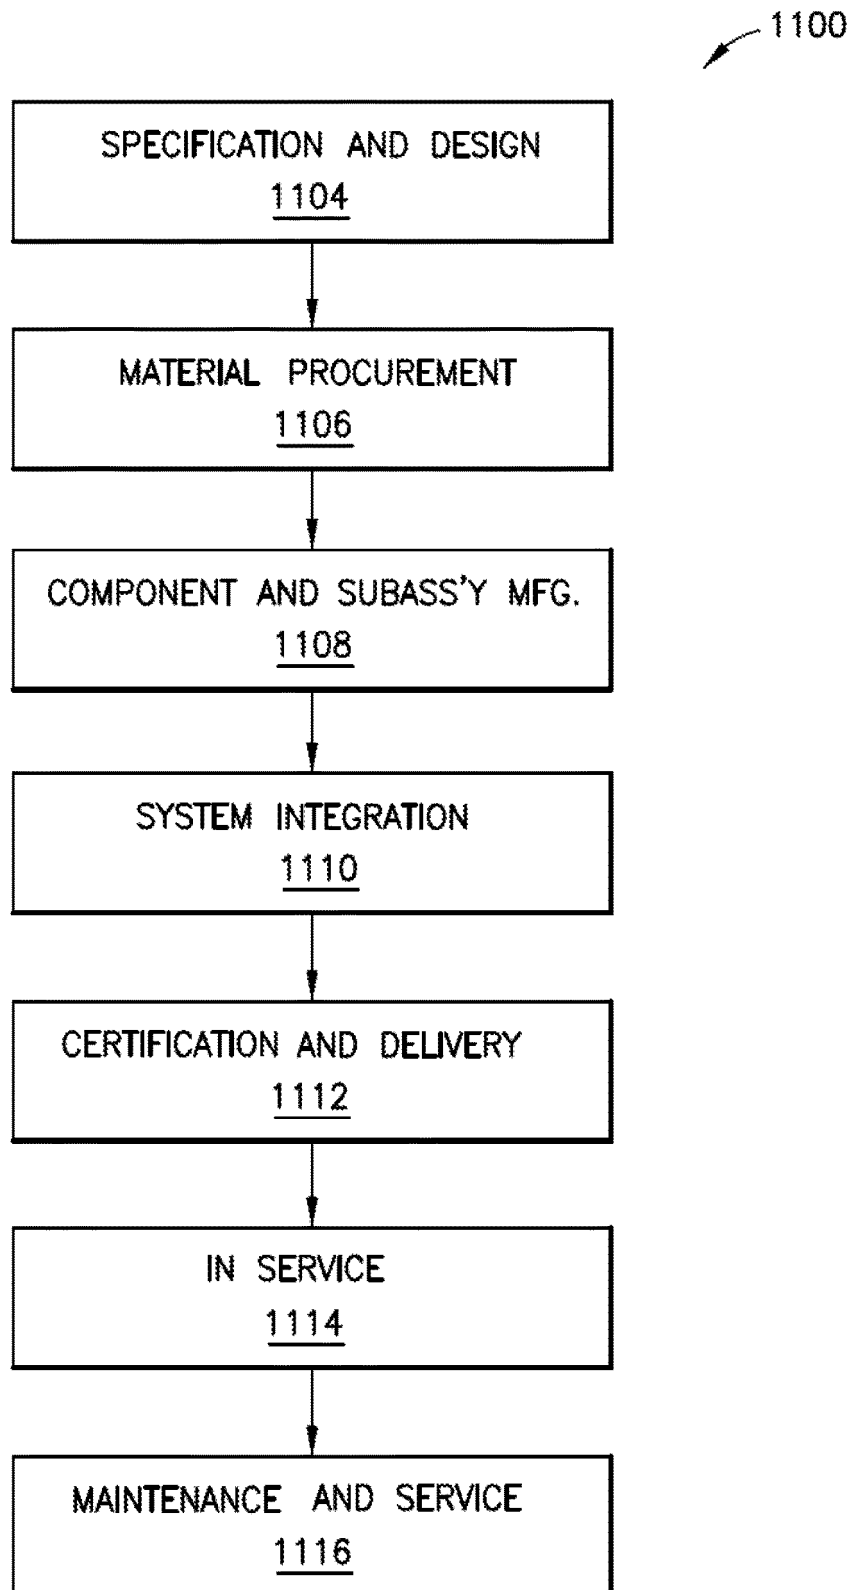 1100
SPECIFICATION AND DESIGN
1104
MATERIAL PROCUREMENT
1106
COMPONENT AND SUBASS'Y MFG.
1108
SYSTEM INTEGRATION
1110
CERTIFICATION AND DELIVERY
1112
IN SERVICE
1114
MAINTENANCE AND SERVICE
1116